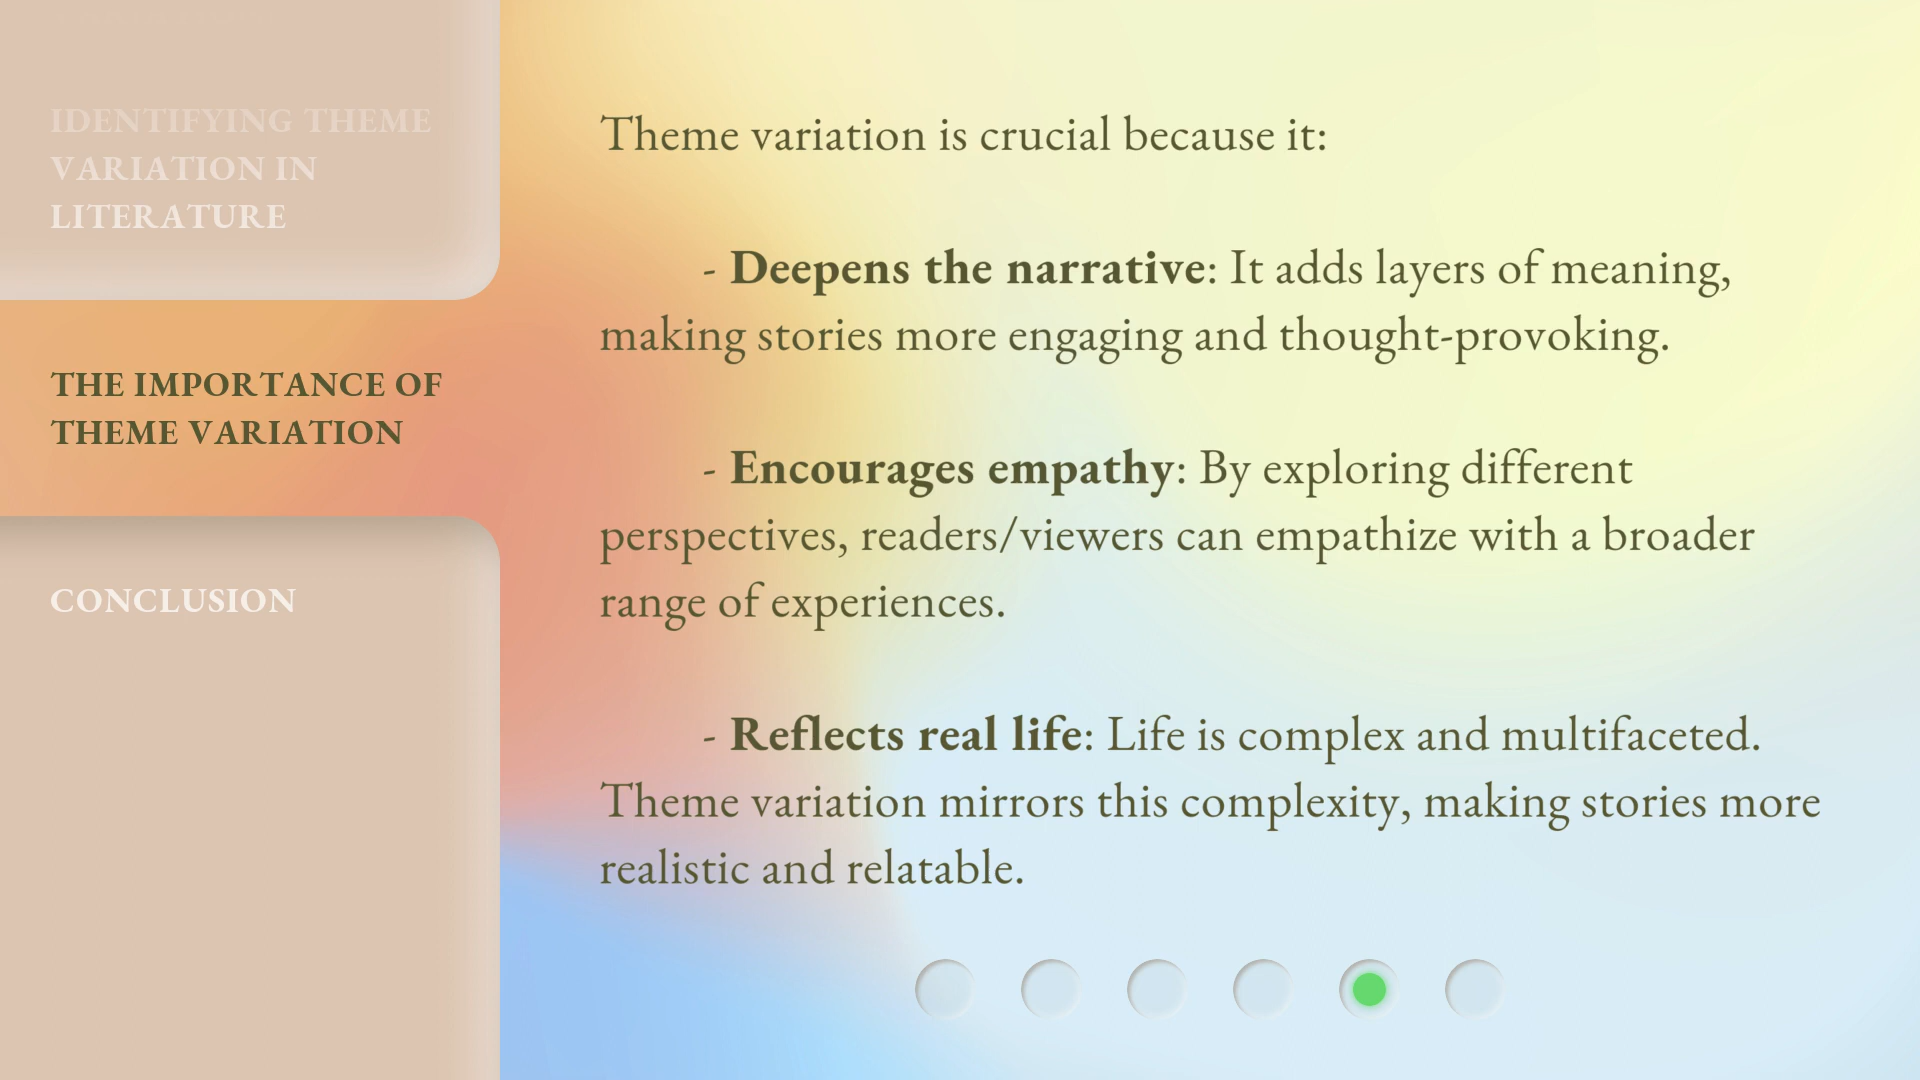 IDENTIFYING THEME
VARIATION IN
LITERATURE
THE IMPORTANCE OF
THEME VARIATION
CONCLUSION
Theme variation is crucial because it:
- Deepens the narrative: It adds layers of meaning,
making stories more engaging and thought-provoking.
- Encourages empathy: By exploring different
perspectives, readers/viewers can empathize with a broader
range of experiences.
- Reflects real life: Life is complex and multifaceted.
Theme variation mirrors this complexity, making stories more
realistic and relatable.